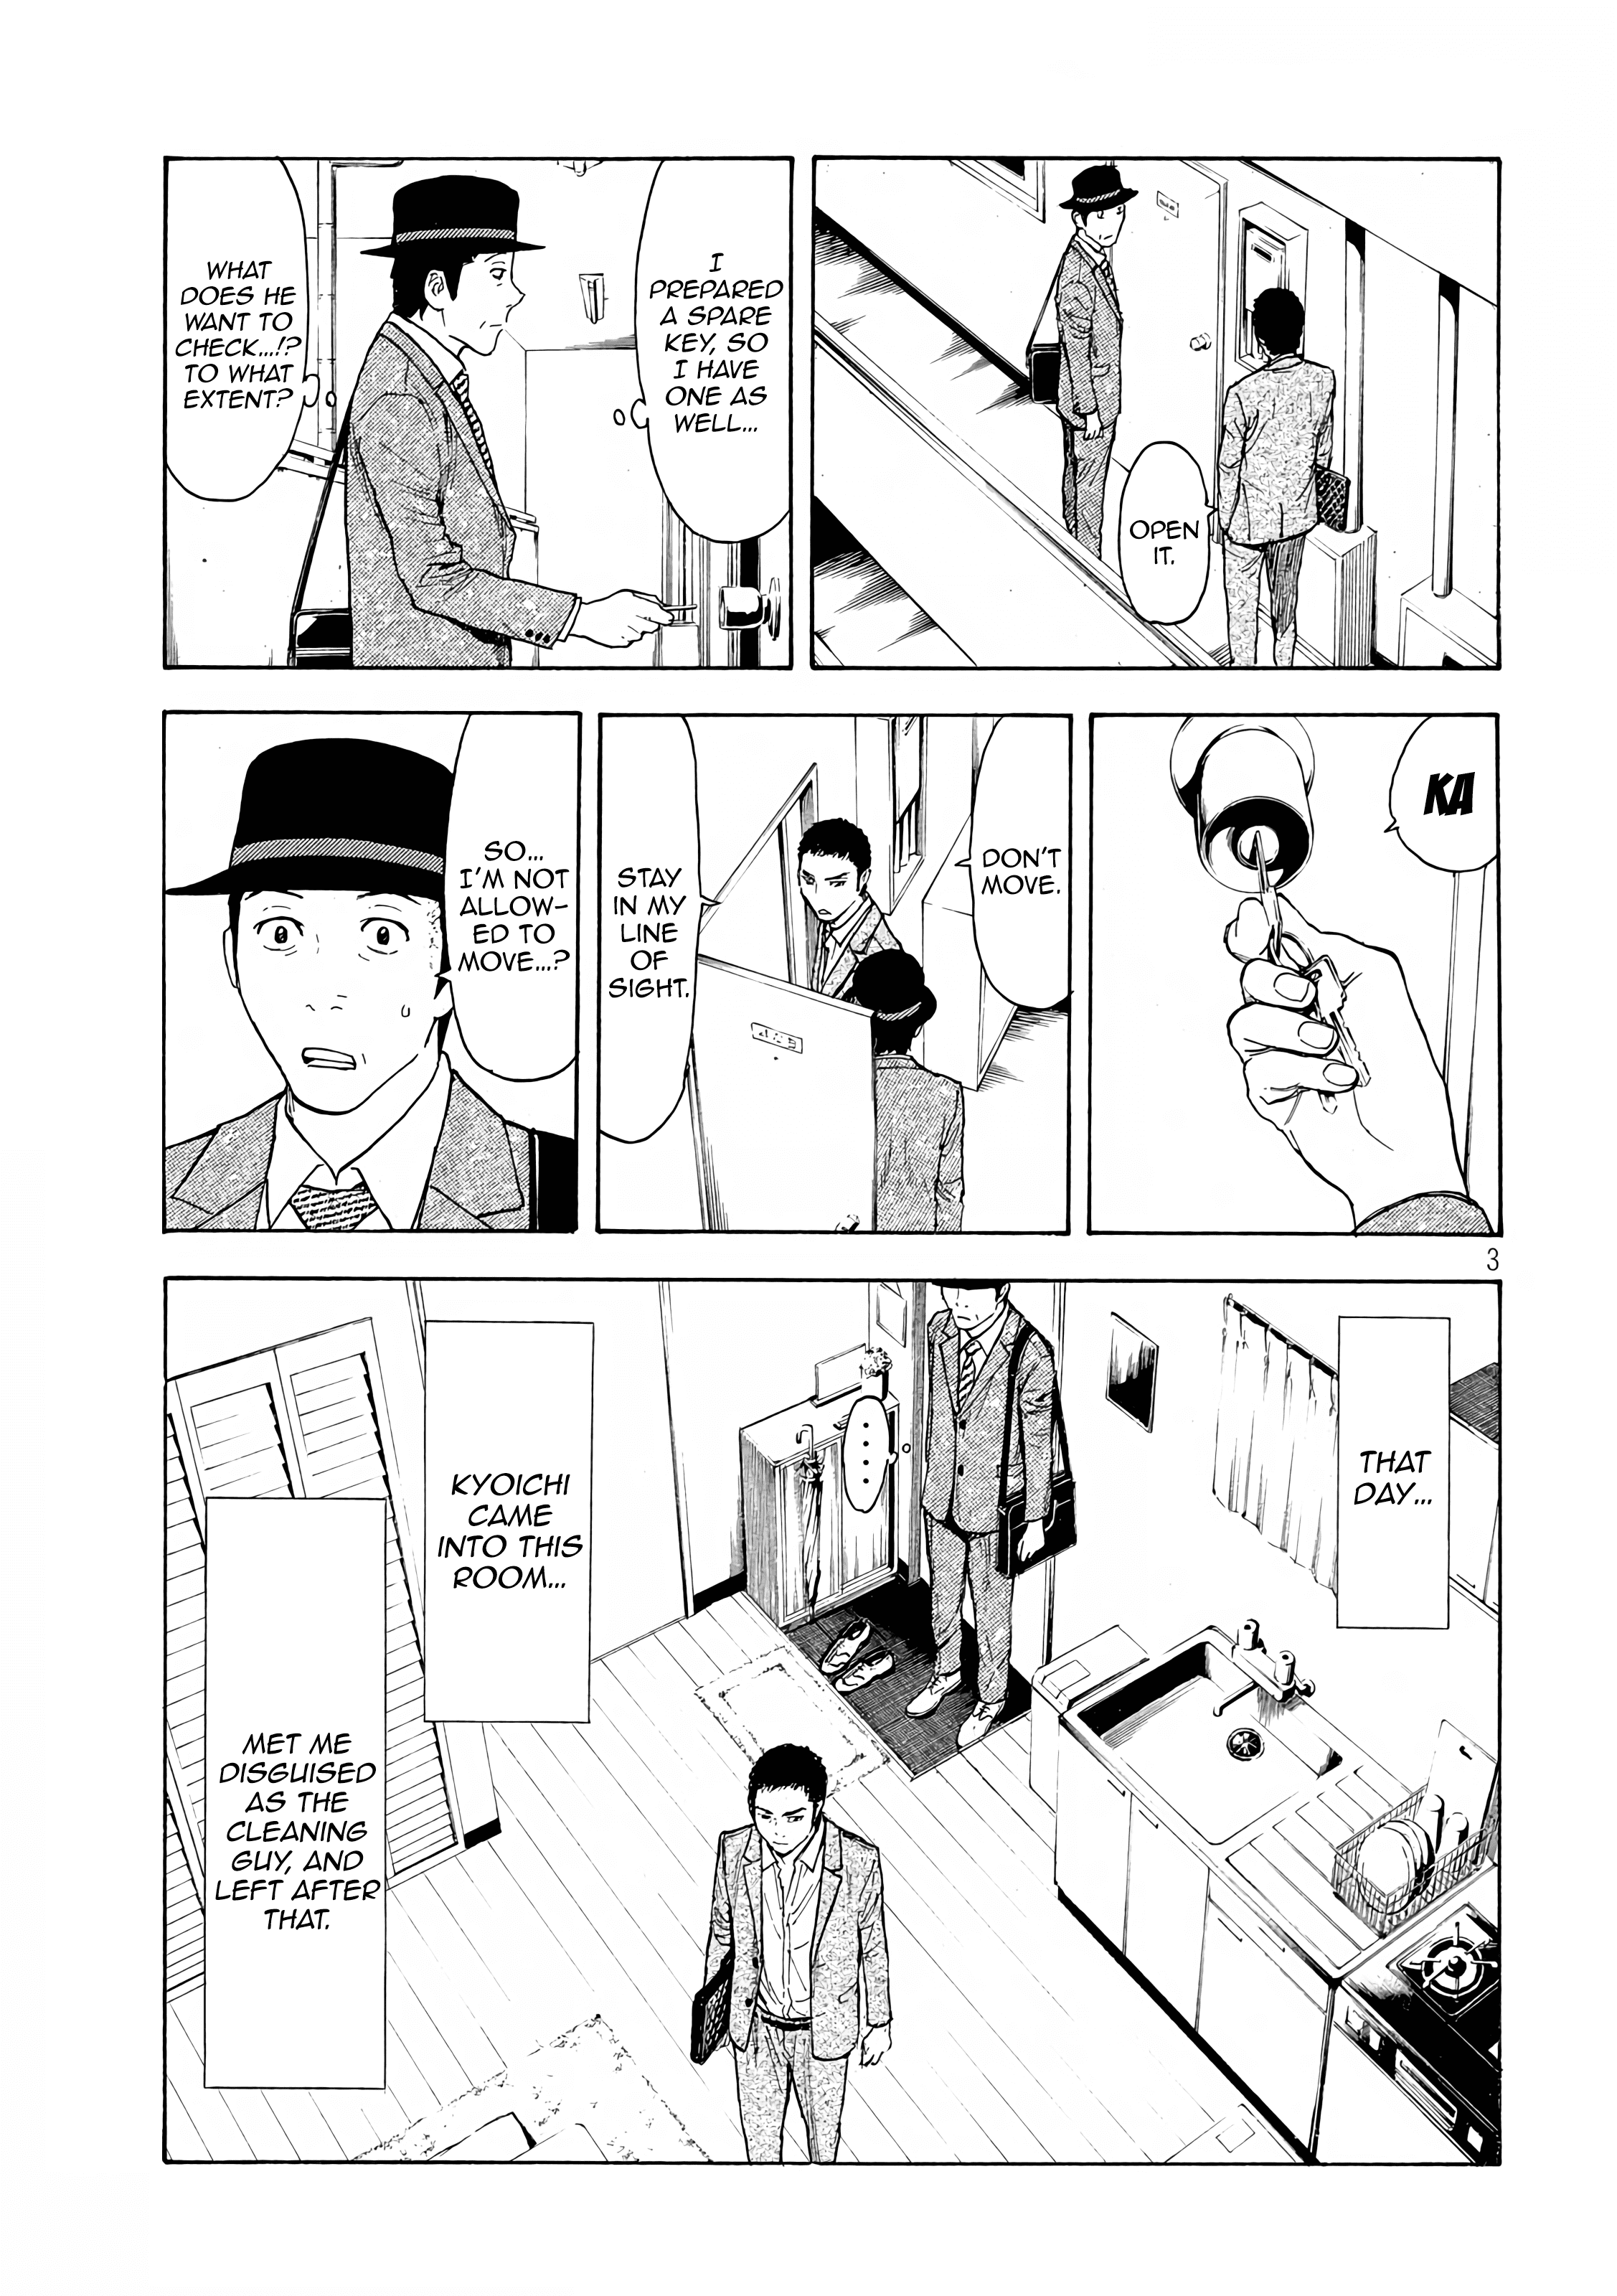 OPEN
IT.
I
PREPARED
A SPARE
KEY, SO
I HAVE
ONE AS
WELL...
WHAT
DOES HE
WANT TO
CHECK...!?
TO WHAT
EXTENT?
KA
DON'T
MOVE.
STAY
IN MY
LINE
OF
SIGHT.
SO...
I'M NOT
ALLOW-
ED TO
MOVE...?
3
THAT
DAY...
....
KYOICHI
CAME
INTO THIS
ROOM...
MET ME
DISGUISED
AS THE
CLEANING
GUY, AND
LEFT AFTER
THAT.